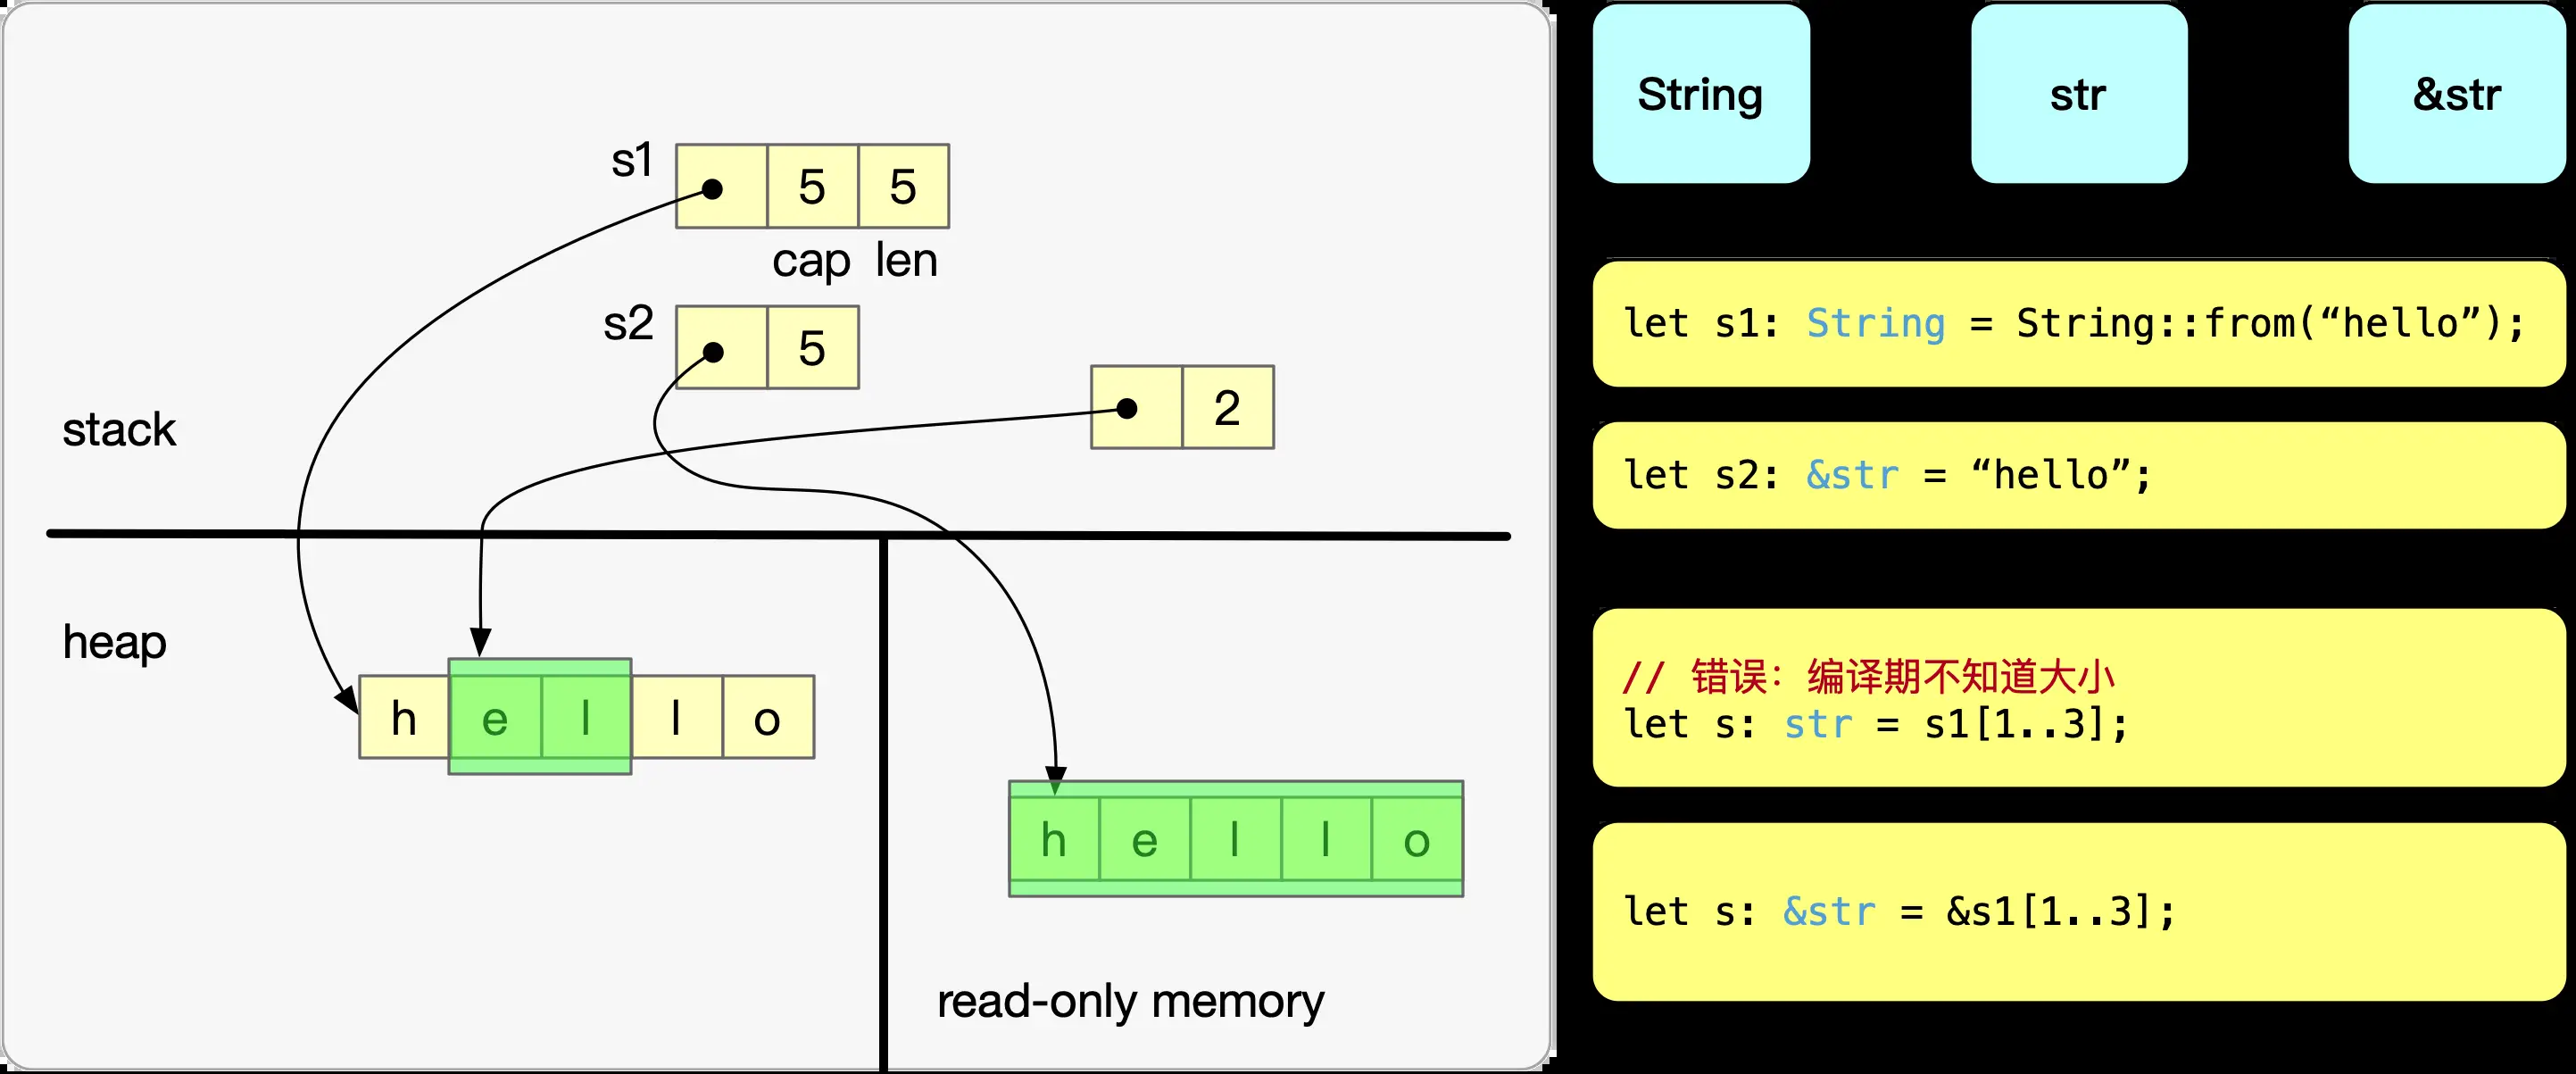 s1
5 5
cap len
s2
5
2
stack
heap
h e l l o
h e l l o
read-only memory
String
str
&str
let s1: String = String::from(“hello”);
let s2: &str = “hello”;
// 错误：编译期不知道大小
let s: str = s1[1..3];
let s: &str = &s1[1..3];